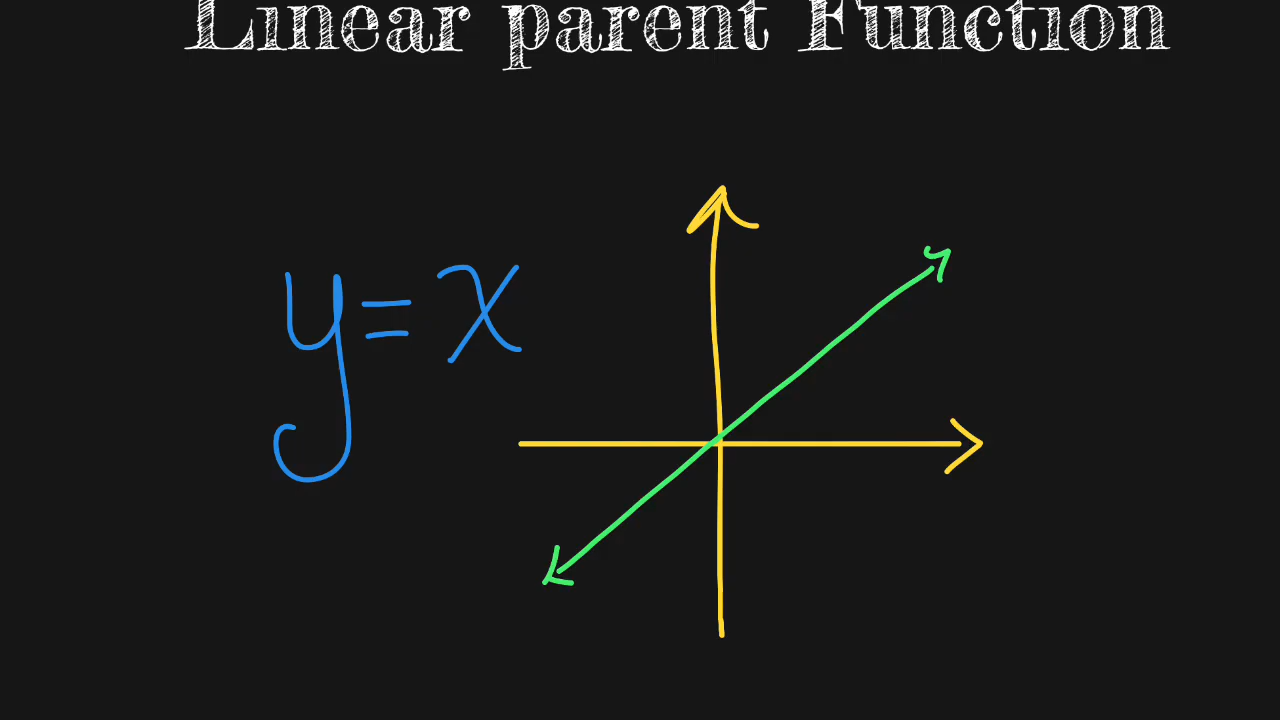 Linear parent Function
y = x